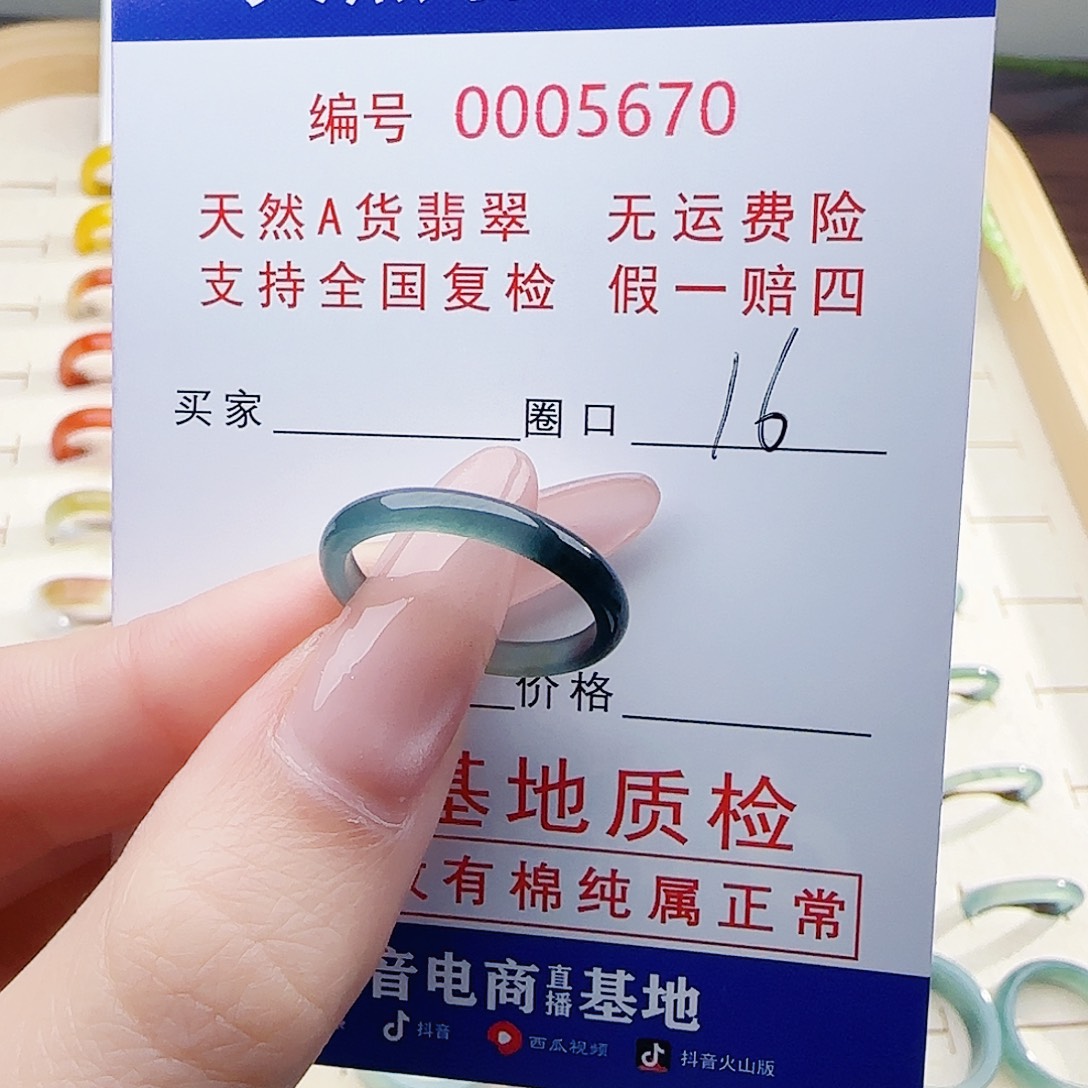 编号 0005670
天然A货翡翠 无运费险
支持全国复检 假一赔四
买家 圈口 16
价格
基地质检
有棉纯属正常
音电商直播基地
抖音 西瓜视频 抖音火山版